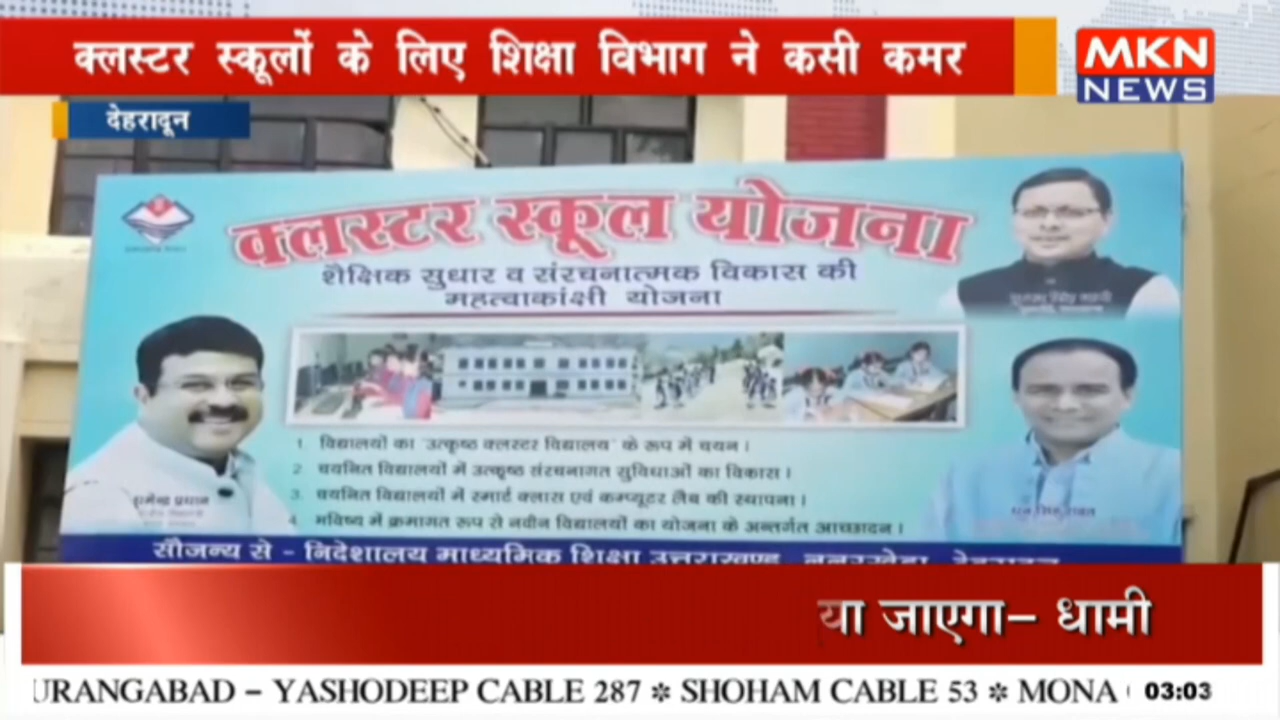 क्लस्टर स्कूलों के लिए शिक्षा विभाग ने कसी कमर
MKN
NEWS
देहरादून
क्लस्टर स्कूल योजना
शैक्षिक सुधार व संरचनात्मक विकास की
महत्वाकांक्षी योजना
1. विद्यालयों का 'उत्कृष्ठ क्लस्टर विद्यालय' के रूप में चयन।
2. चयनित विद्यालयों में उत्कृष्ठ संरचनागत सुविधाओं का विकास।
3. चयनित विद्यालयों में स्मार्ट क्लास एवं कम्प्यूटर लैब की स्थापना।
4. भविष्य में क्रमागत रूप से नवीन विद्यालयों का योजना के अन्तर्गत आच्छादन।
धर्मेन्द्र प्रधान
सौजन्य से - निदेशालय माध्यमिक शिक्षा उत्तराखण्ड
या जाएगा– धामी
URANGABAD – YASHODEEP CABLE 287 ✻ SHOHAM CABLE 53 ✻ MONA
03:03